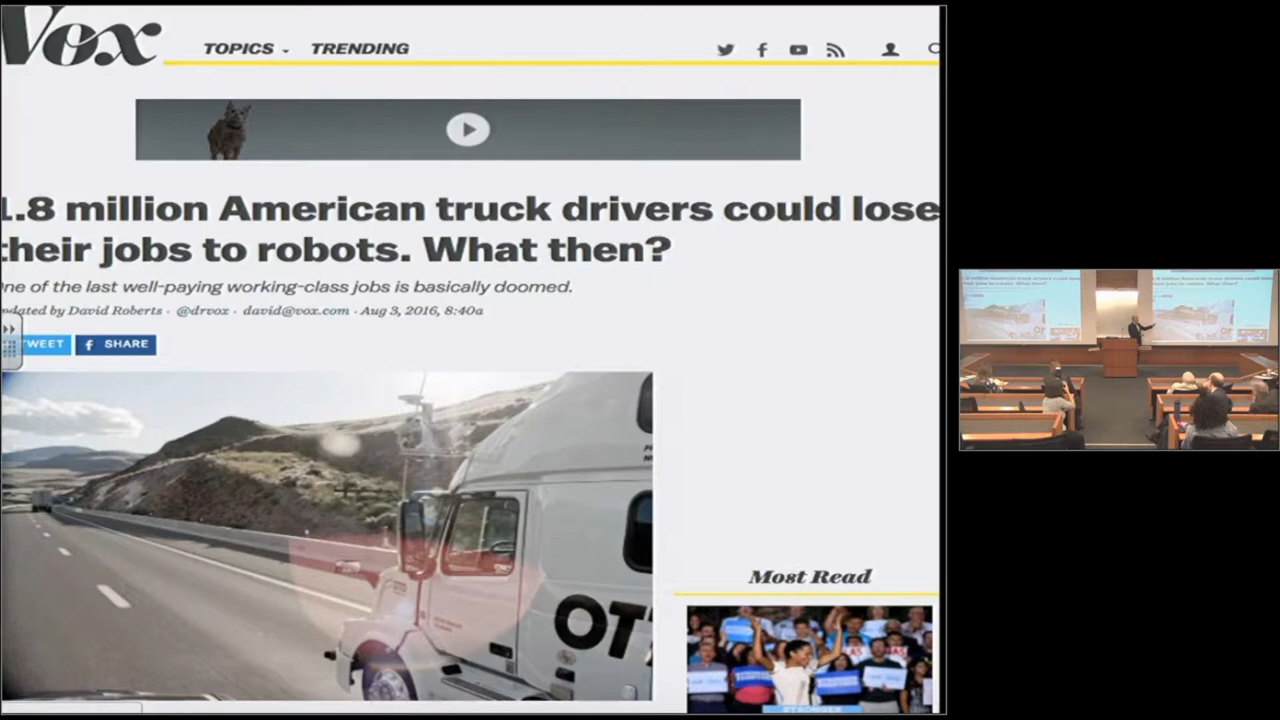 Vox
TOPICS
TRENDING
1.8 million American truck drivers could lose
their jobs to robots. What then?
One of the last well-paying working-class jobs is basically doomed.
Updated by David Roberts · @drvox · david@vox.com · Aug 3, 2016, 8:40a
TWEET
f SHARE
OT
Most Read